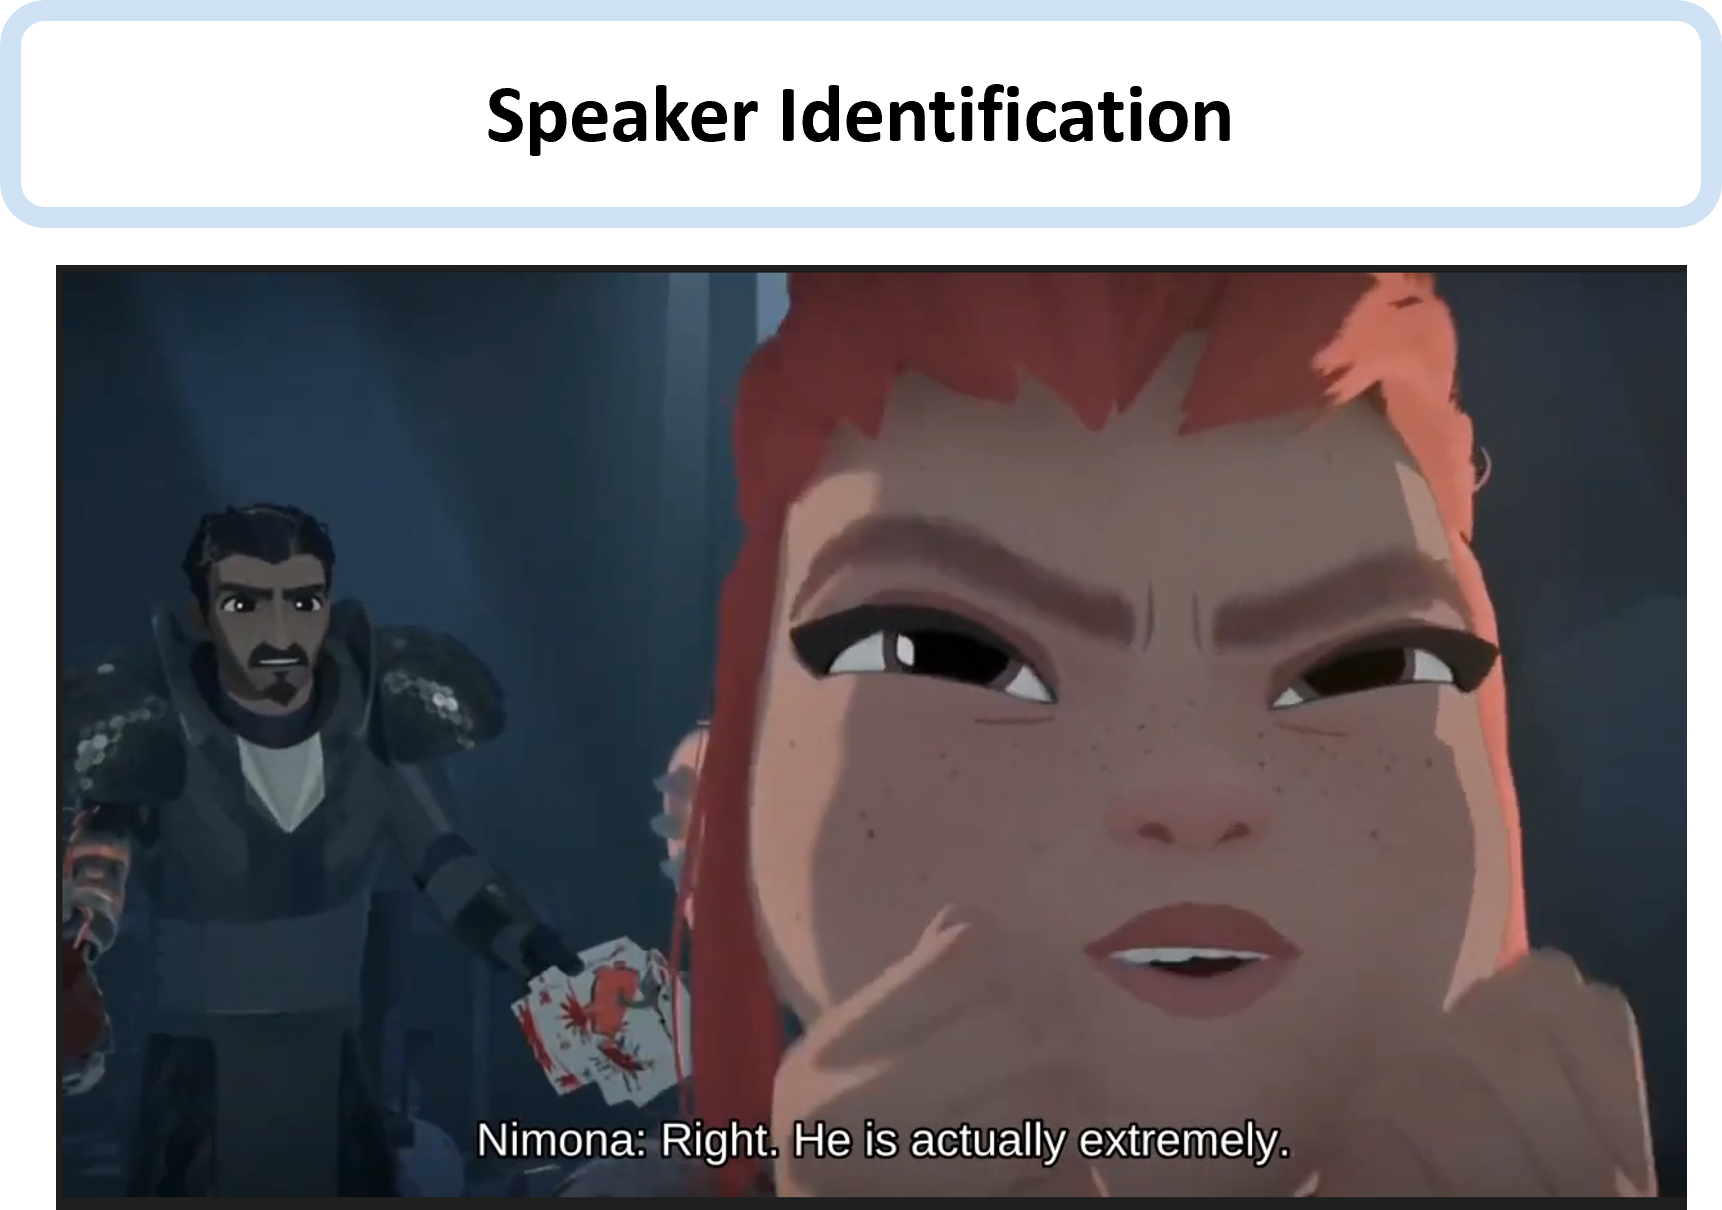 Speaker Identification
Nimona: Right. He is actually extremely.